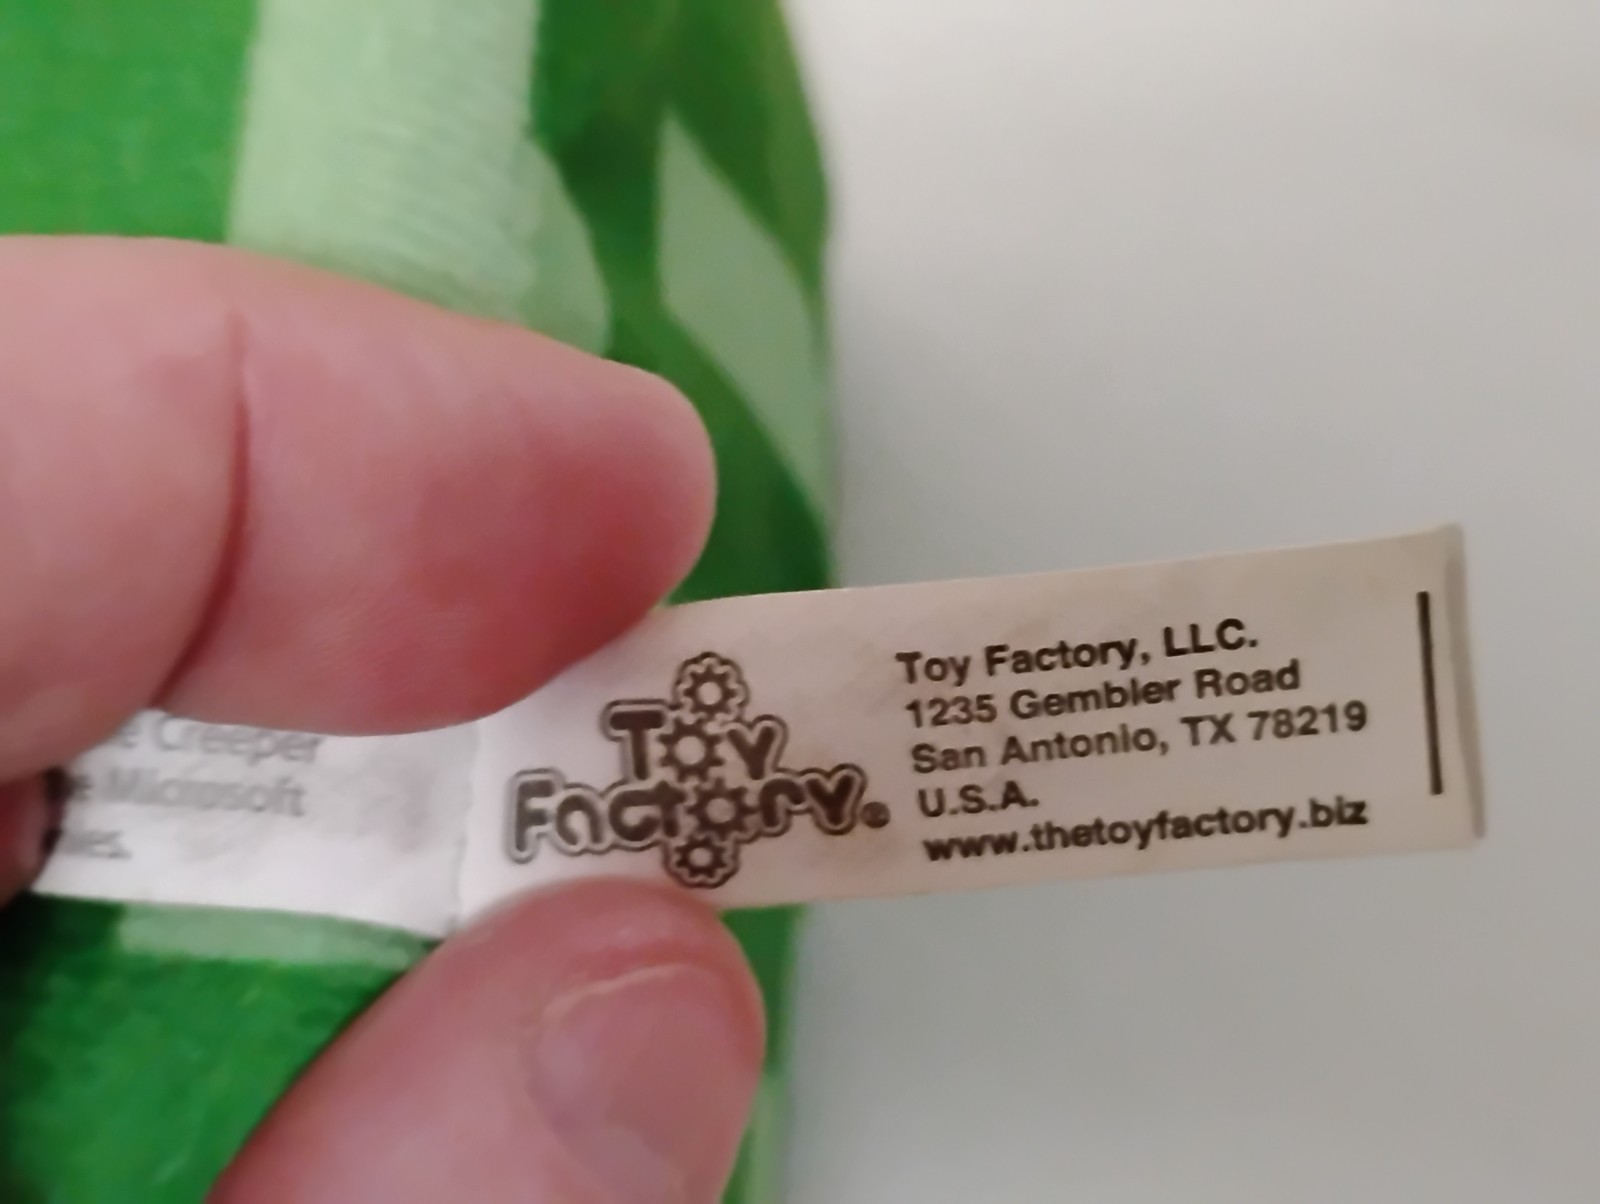 Creeper
Microsoft
Toy
Factory®
Toy Factory, LLC.
1235 Gembler Road
San Antonio, TX 78219
U.S.A.
www.thetoyfactory.biz